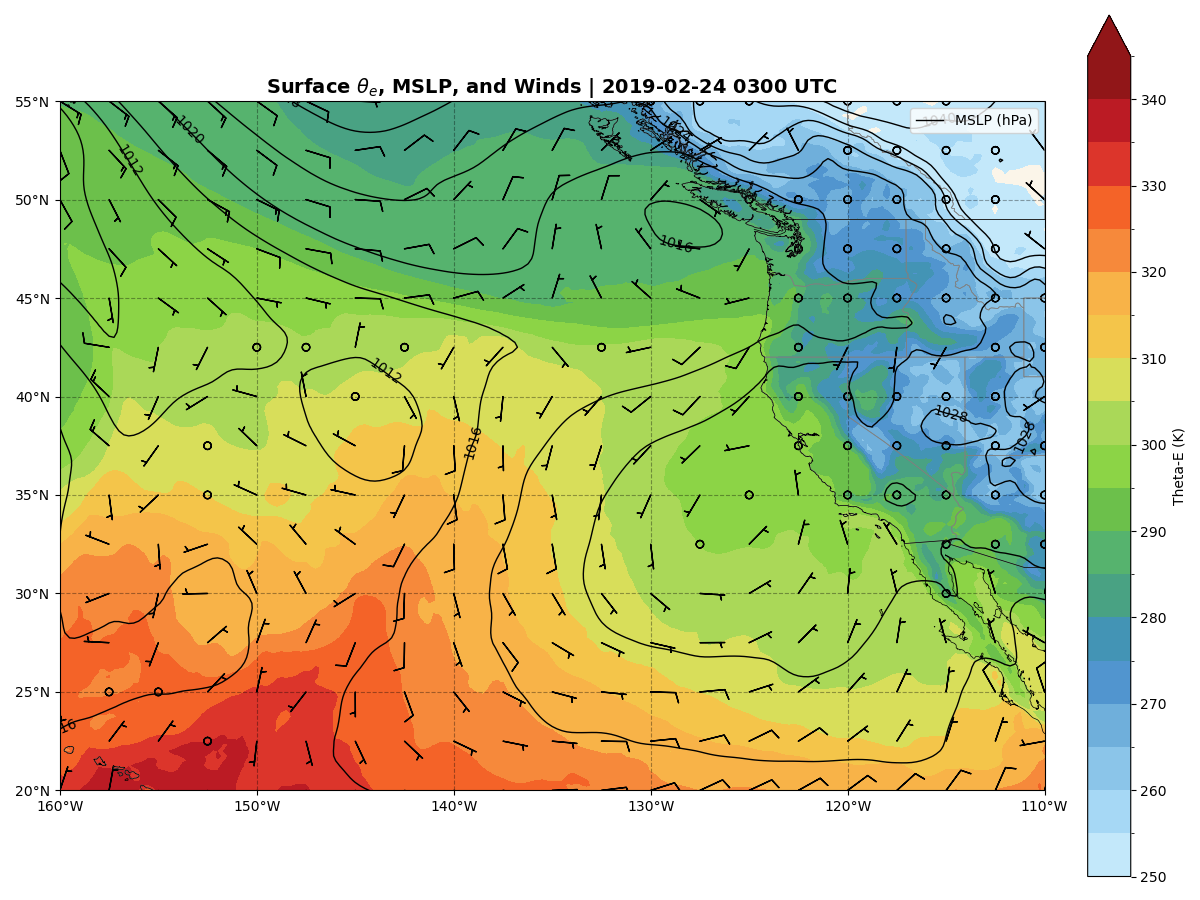 Surface θe, MSLP, and Winds | 2019-02-24 0300 UTC
55°N
50°N
45°N
40°N
35°N
30°N
25°N
20°N
160°W
150°W
140°W
130°W
120°W
110°W
MSLP (hPa)
1020
1012
1016
1012
1016
1028
1028
16
340
330
320
310
300
290
280
270
260
250
Theta-E (K)